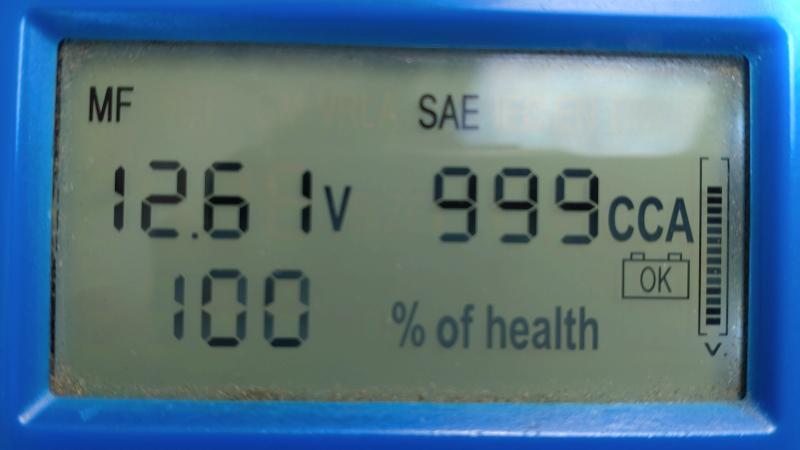 MF SAE
12.61V 999CCA
OK
100 % of health